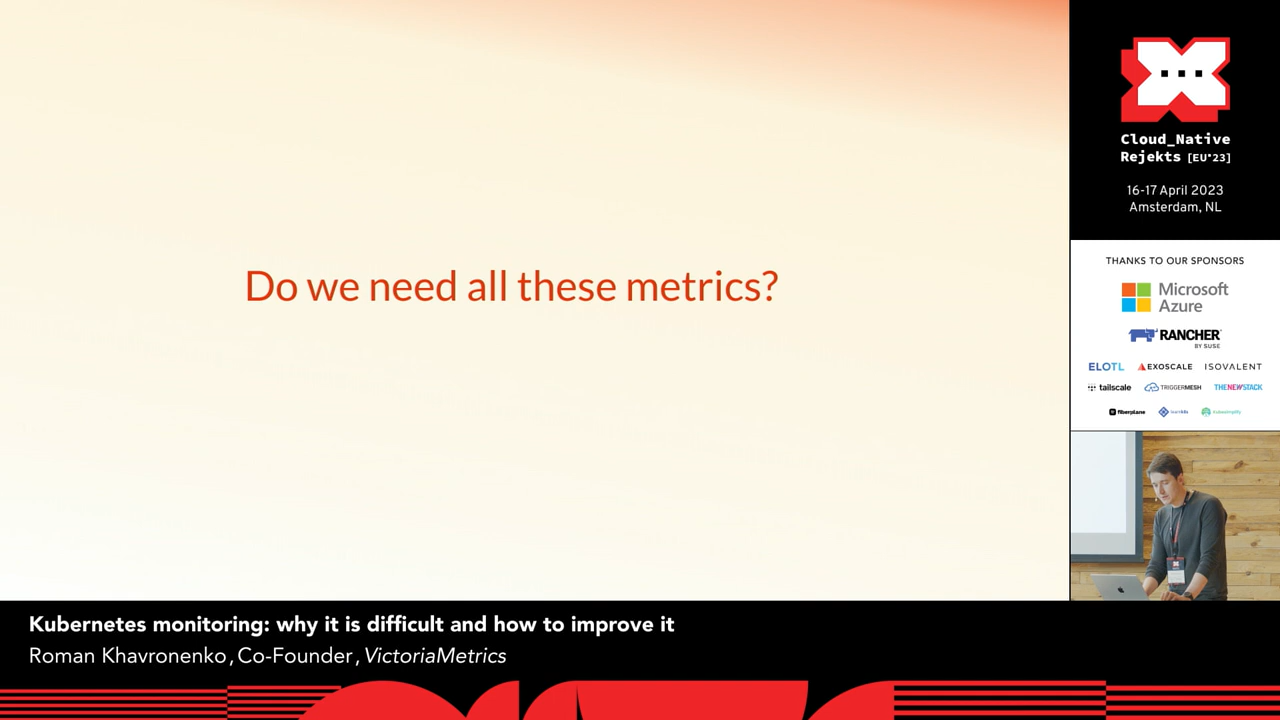 Do we need all these metrics?
Cloud_Native
Rejekts [EU*23]
16-17 April 2023
Amsterdam, NL
THANKS TO OUR SPONSORS
Microsoft
Azure
RANCHER
BY SUSE
ELOTL EXOSCALE ISOVALENT
tailscale TRIGGERMESH THENEWSTACK
fiberplane kubesimplify
Kubernetes monitoring: why it is difficult and how to improve it
Roman Khavronenko, Co-Founder, VictoriaMetrics